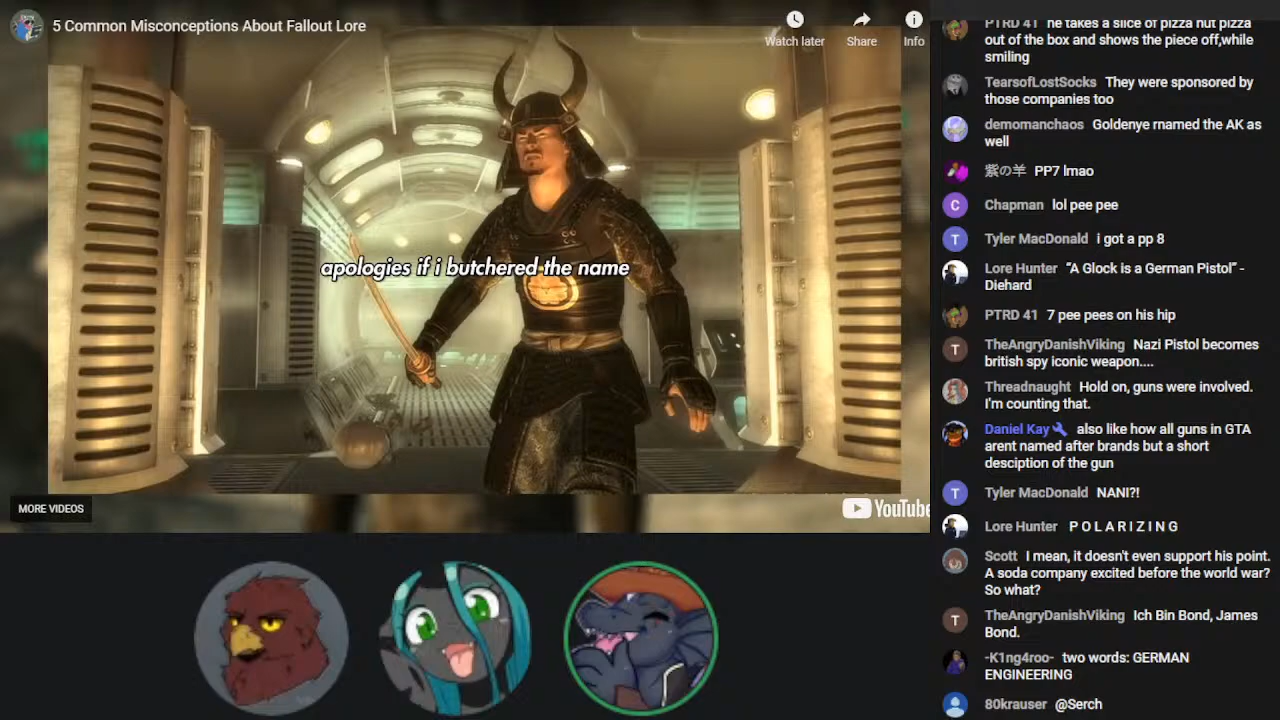 5 Common Misconceptions About Fallout Lore
Watch later
Share
Info
apologies if i butchered the name
MORE VIDEOS
YouTube
PTRD 41 he takes a slice of pizza hut pizza
out of the box and shows the piece off,while
smiling
TearsofLostSocks They were sponsored by
those companies too
demomanchaos Goldenye rnamed the AK as
well
紫の羊 PP7 lmao
C
Chapman lol pee pee
T
Tyler MacDonald i got a pp 8
Lore Hunter “A Glock is a German Pistol” -
Diehard
PTRD 41 7 pee pees on his hip
T
TheAngryDanishViking Nazi Pistol becomes
british spy iconic weapon....
Threadnaught Hold on, guns were involved.
I'm counting that.
Daniel Kay also like how all guns in GTA
arent named after brands but a short
desciption of the gun
T
Tyler MacDonald NANI?!
Lore Hunter P O L A R I Z I N G
Scott I mean, it doesn't even support his point.
A soda company excited before the world war?
So what?
T
TheAngryDanishViking Ich Bin Bond, James
Bond.
-K1ng4roo- two words: GERMAN
ENGINEERING
80krauser @Serch